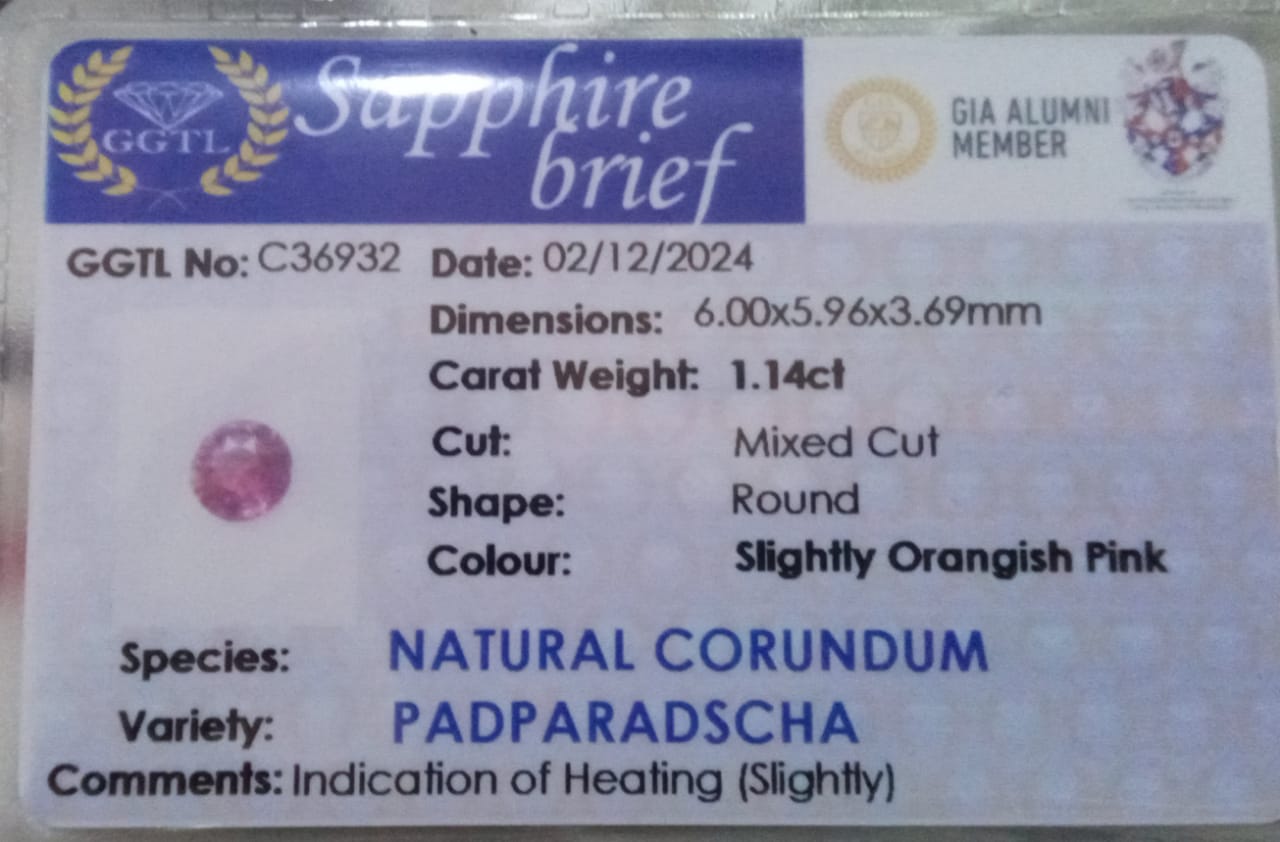 GGTL
Sapphire
brief
GIA ALUMNI
MEMBER
GGTL No: C36932 Date: 02/12/2024
Dimensions: 6.00x5.96x3.69mm
Carat Weight: 1.14ct
Cut: Mixed Cut
Shape: Round
Colour: Slightly Orangish Pink
Species: NATURAL CORUNDUM
Variety: PADPARADSCHA
Comments: Indication of Heating (Slightly)